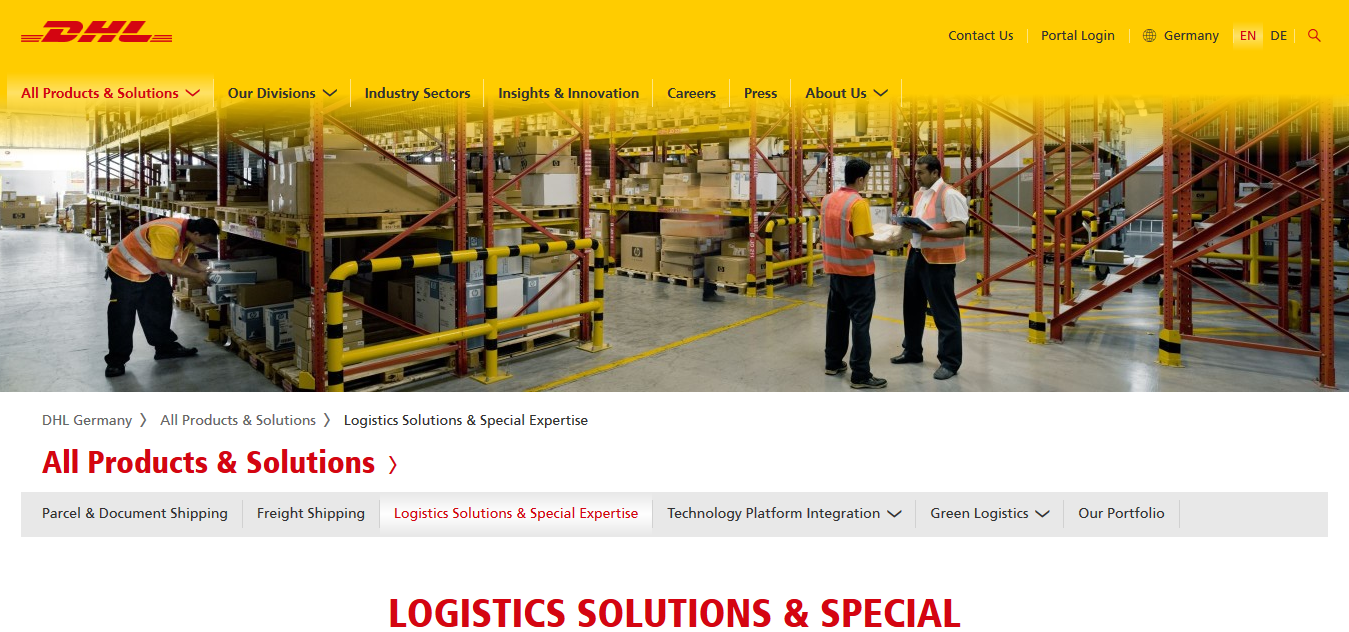 DHL
Contact Us
Portal Login
Germany
EN
DE
All Products & Solutions
Our Divisions
Industry Sectors
Insights & Innovation
Careers
Press
About Us
DHL Germany
All Products & Solutions
Logistics Solutions & Special Expertise
All Products & Solutions
Parcel & Document Shipping
Freight Shipping
Logistics Solutions & Special Expertise
Technology Platform Integration
Green Logistics
Our Portfolio
LOGISTICS SOLUTIONS & SPECIAL